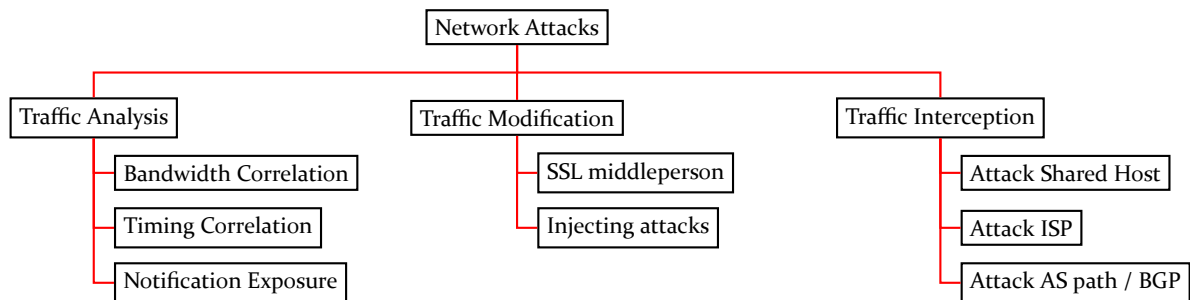 Network Attacks
Traffic Analysis
Bandwidth Correlation
Timing Correlation
Notification Exposure
Traffic Modification
SSL middleperson
Injecting attacks
Traffic Interception
Attack Shared Host
Attack ISP
Attack AS path / BGP